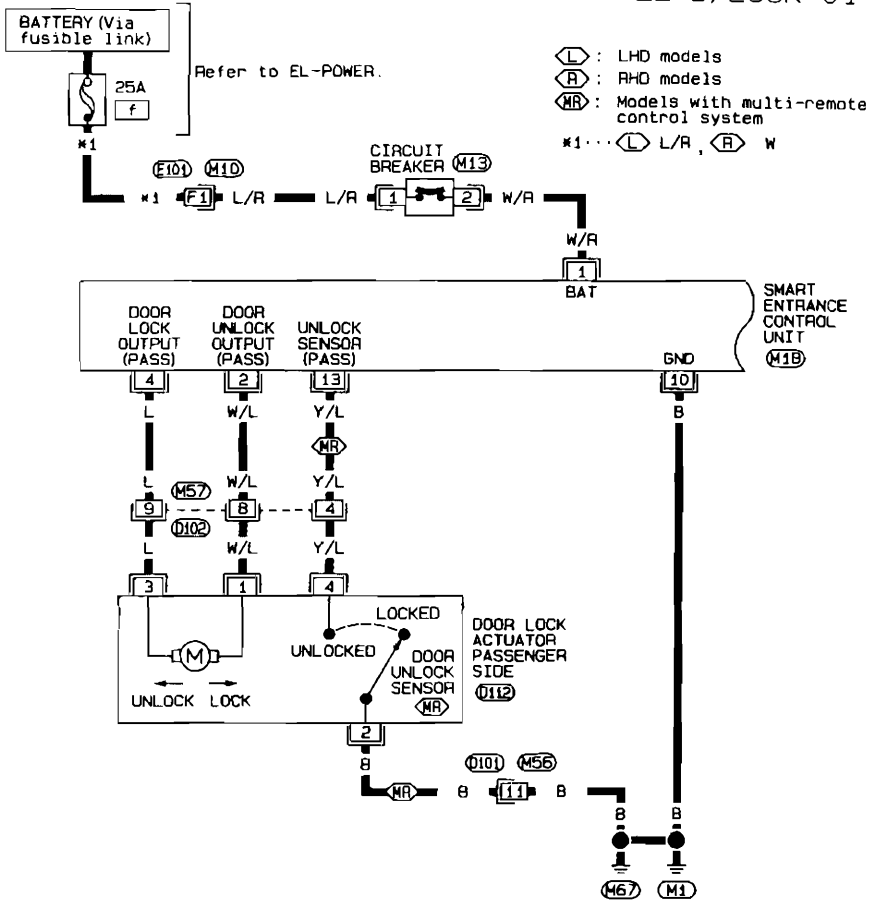 BATTERY (Via
fusible link)
Refer to EL-POWER.
25A
f
*1
L : LHD models
R : RHD models
MR : Models with multi-remote
control system
*1··· L L/R , R W
E101 M10
CIRCUIT
BREAKER M13
*1 F1 L/R L/R 1 2 W/R
W/R
1
BAT
SMART
ENTRANCE
CONTROL
UNIT
M18
DOOR
LOCK
OUTPUT
(PASS)
DOOR
UNLOCK
OUTPUT
(PASS)
UNLOCK
SENSOR
(PASS)
GND
4 2 13 10
L W/L Y/L B
MR
L W/L Y/L
M57
9 8 4
D102
L W/L Y/L
3 1 4
LOCKED
UNLOCKED
M
UNLOCK LOCK
DOOR
UNLOCK
SENSOR
MR
DOOR LOCK
ACTUATOR
PASSENGER
SIDE
D112
2
B
D101 M56
MR B 11 B
B B
M67 M1